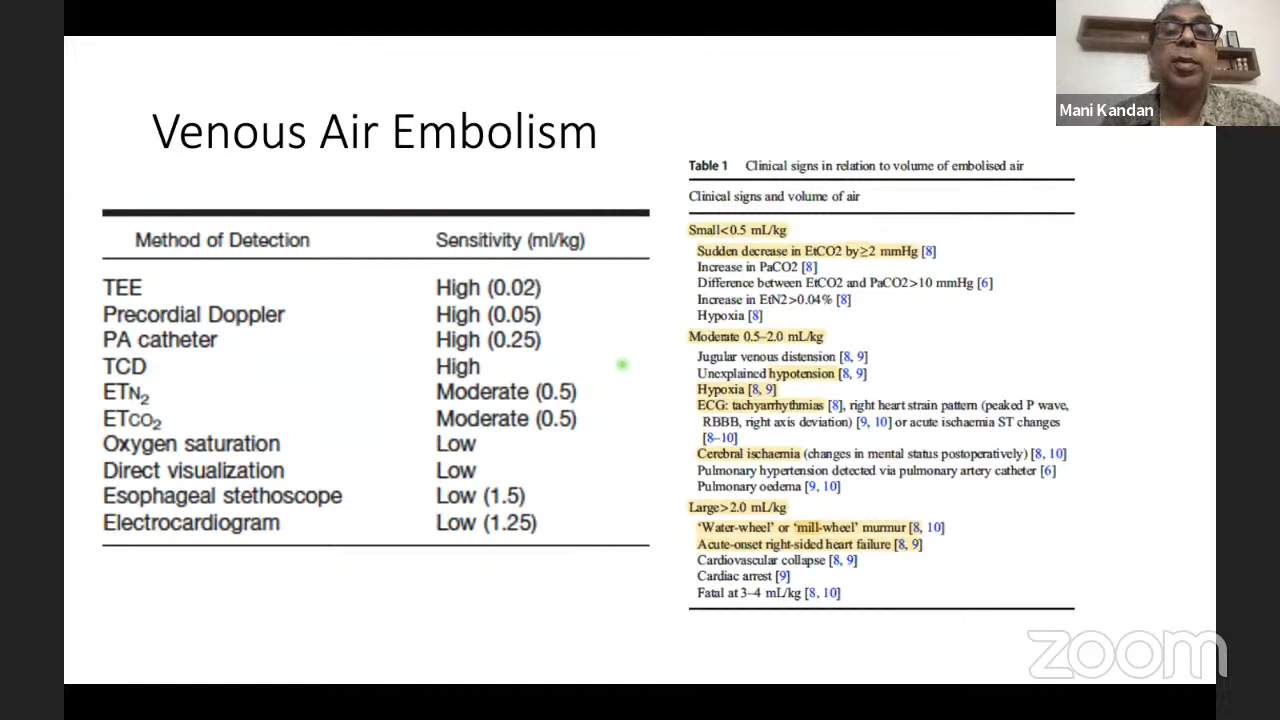 Mani Kandan
Venous Air Embolism
Method of Detection Sensitivity (ml/kg)
TEE High (0.02)
Precordial Doppler High (0.05)
PA catheter High (0.25)
TCD High
ETN2 Moderate (0.5)
ETCO2 Moderate (0.5)
Oxygen saturation Low
Direct visualization Low
Esophageal stethoscope Low (1.5)
Electrocardiogram Low (1.25)
Table 1 Clinical signs in relation to volume of embolised air
Clinical signs and volume of air
Small<0.5 mL/kg
Sudden decrease in EtCO2 by≥2 mmHg [8]
Increase in PaCO2 [8]
Difference between EtCO2 and PaCO2>10 mmHg [6]
Increase in EtN2>0.04% [8]
Hypoxia [8]
Moderate 0.5–2.0 mL/kg
Jugular venous distension [8, 9]
Unexplained hypotension [8, 9]
Hypoxia [8, 9]
ECG: tachyarrhythmias [8], right heart strain pattern (peaked P wave,
RBBB, right axis deviation) [9, 10] or acute ischaemia ST changes
[8–10]
Cerebral ischaemia (changes in mental status postoperatively) [8, 10]
Pulmonary hypertension detected via pulmonary artery catheter [6]
Pulmonary oedema [9, 10]
Large>2.0 mL/kg
'Water-wheel' or 'mill-wheel' murmur [8, 10]
Acute-onset right-sided heart failure [8, 9]
Cardiovascular collapse [8, 9]
Cardiac arrest [9]
Fatal at 3–4 mL/kg [8, 10]
zoom